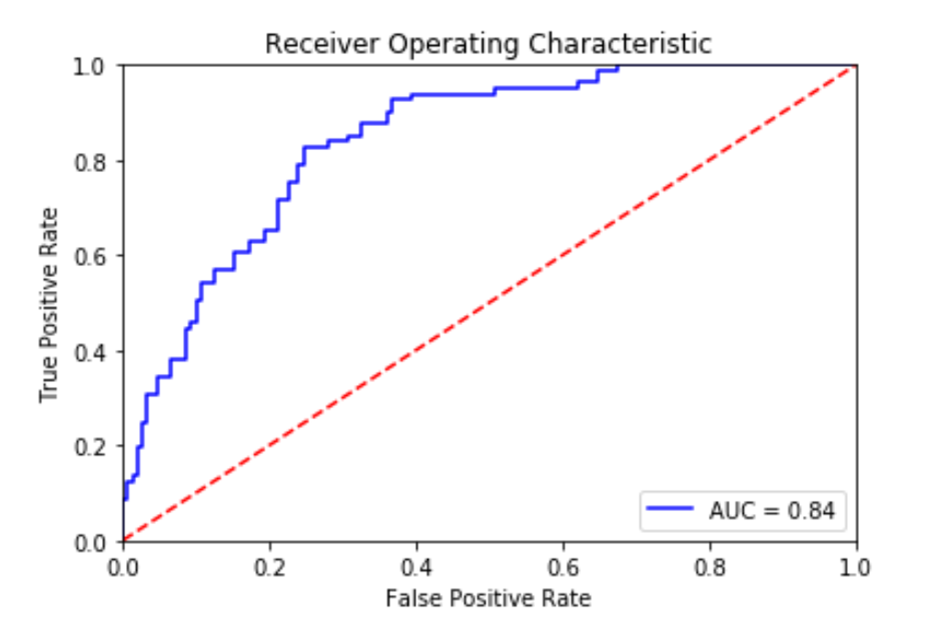 Receiver Operating Characteristic
1.0
0.8
0.6
0.4
0.2
0.0
True Positive Rate
AUC = 0.84
0.0 0.2 0.4 0.6 0.8 1.0
False Positive Rate